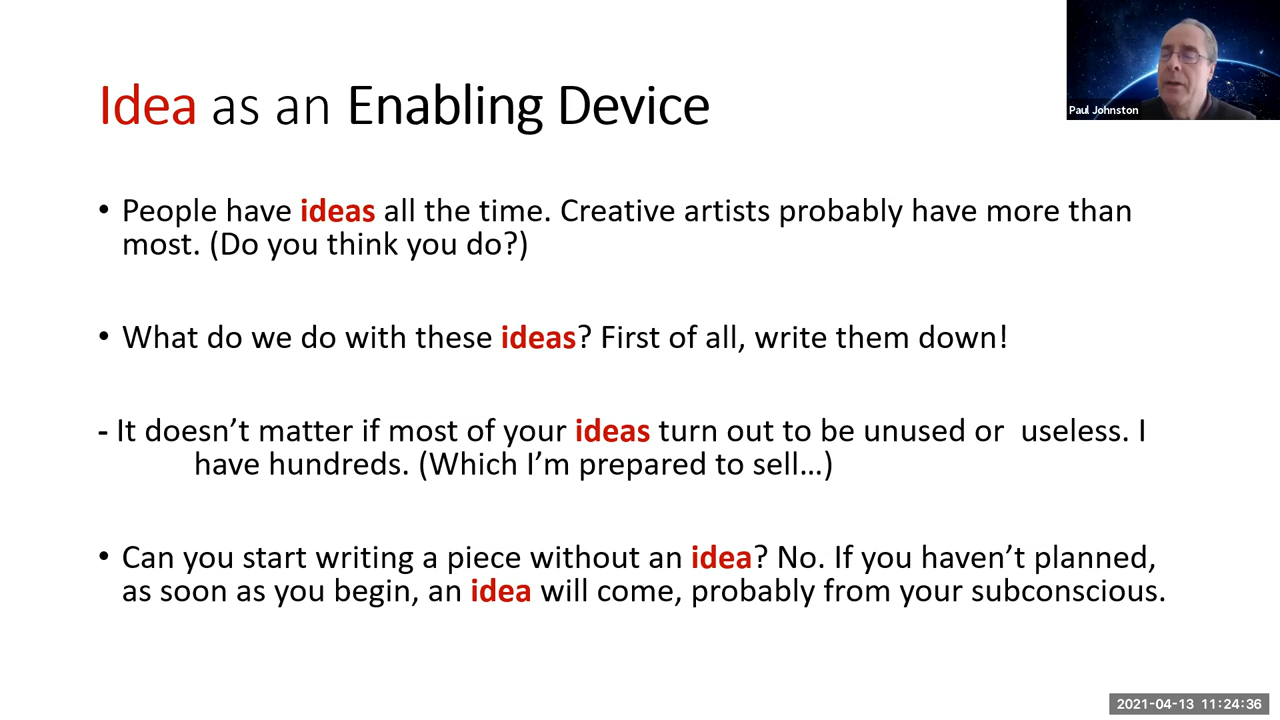 Idea as an Enabling Device
Paul Johnston
• People have ideas all the time. Creative artists probably have more than
most. (Do you think you do?)
• What do we do with these ideas? First of all, write them down!
- It doesn’t matter if most of your ideas turn out to be unused or  useless. I
have hundreds. (Which I’m prepared to sell…)
• Can you start writing a piece without an idea? No. If you haven’t planned,
as soon as you begin, an idea will come, probably from your subconscious.
2021-04-13 11:24:36